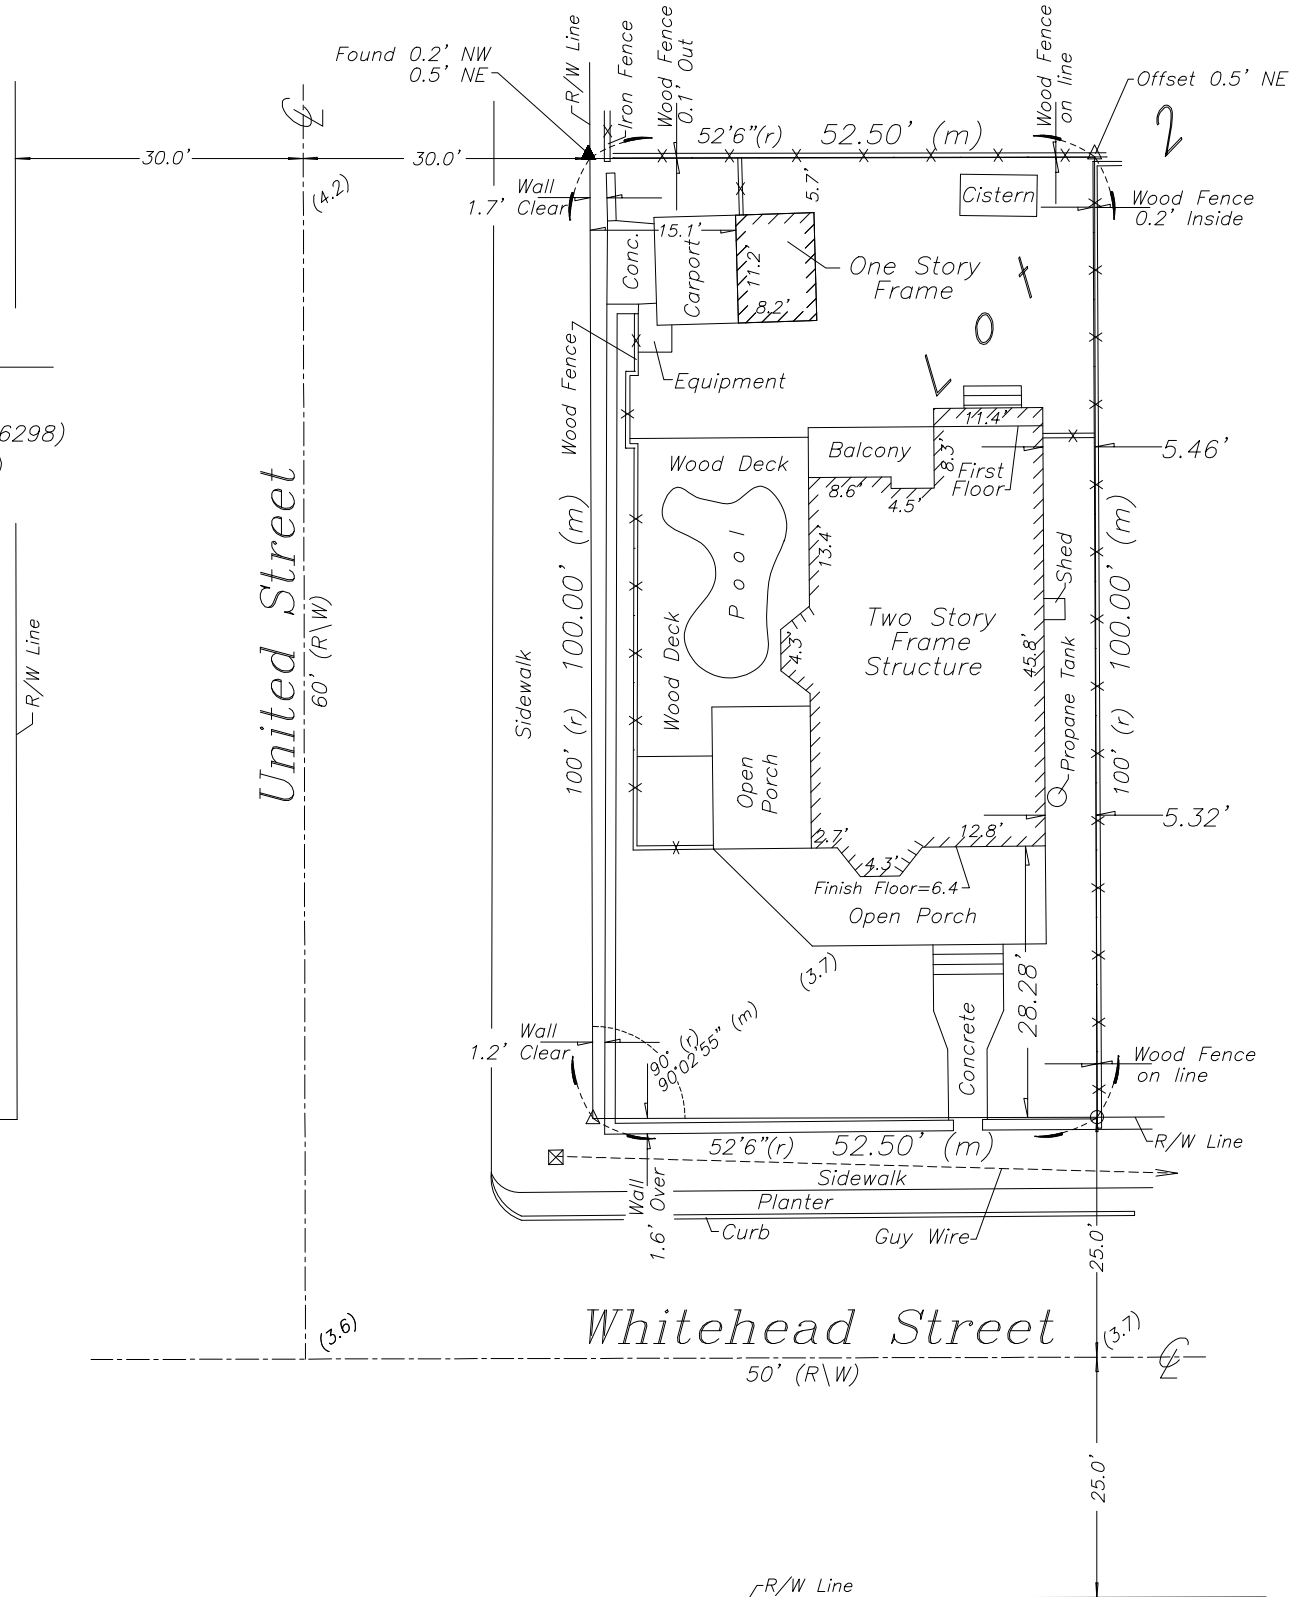 Found 0.2' NW
0.5' NE
R/W Line
Iron Fence
Wood Fence
0.1' Out
Wood Fence
on line
Offset 0.5' NE
2
℄
30.0'
30.0'
52'6"(r) 52.50' (m)
(4.2)
Wall
1.7' Clear
5.7'
Cistern
Wood Fence
0.2' Inside
15.1'
Conc.
Carport
11.2'
8.2'
One Story
Frame
Lot
Wood Fence
Equipment
6298)
)
11.4'
Balcony
8.3'
First
Floor
5.46'
Wood Deck
8.6'
4.5'
United Street
60' (R\W)
100' (r) 100.00' (m)
13.4'
Pool
Shed
100' (r) 100.00' (m)
R/W Line
Sidewalk
Wood Deck
4.3'
Two Story
Frame
Structure
45.8'
Propane Tank
Open
Porch
5.32'
2.7'
12.8'
4.3'
Finish Floor=6.4
Open Porch
(3.7)
28.28'
Wall
1.2' Clear
90° (r)
90°02'55" (m)
Concrete
Wood Fence
on line
52'6"(r) 52.50' (m)
R/W Line
Sidewalk
Planter
Wall
1.6' Over
Curb
Guy Wire
25.0'
Whitehead Street
(3.6)
(3.7)
50' (R\W)
℄
25.0'
R/W Line